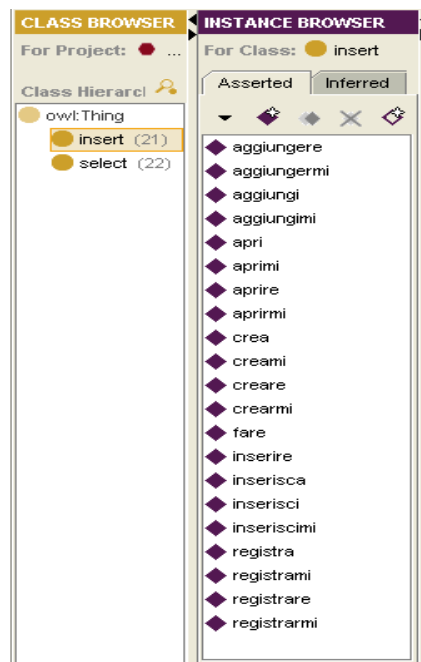 CLASS BROWSER
For Project: ...
Class Hierarcl
owl:Thing
insert (21)
select (22)
INSTANCE BROWSER
For Class: insert
Asserted Inferred
aggiungere
aggiungermi
aggiungi
aggiungimi
apri
aprimi
aprire
aprirmi
crea
creami
creare
crearmi
fare
inserire
inserisca
inserisci
inseriscimi
registra
registrami
registrare
registrarmi